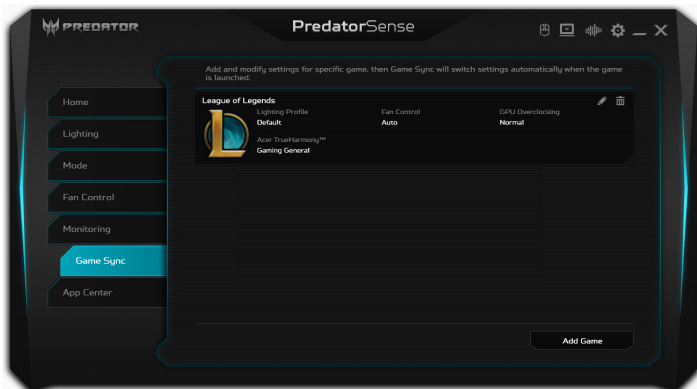 PREDATOR
PredatorSense
Add and modify settings for specific game, then Game Sync will switch settings automatically when the game
is launched.
Home
Lighting
Mode
Fan Control
Monitoring
Game Sync
App Center
League of Legends
Lighting Profile
Default
Fan Control
Auto
GPU Overclocking
Normal
Acer TrueHarmony™
Gaming General
Add Game